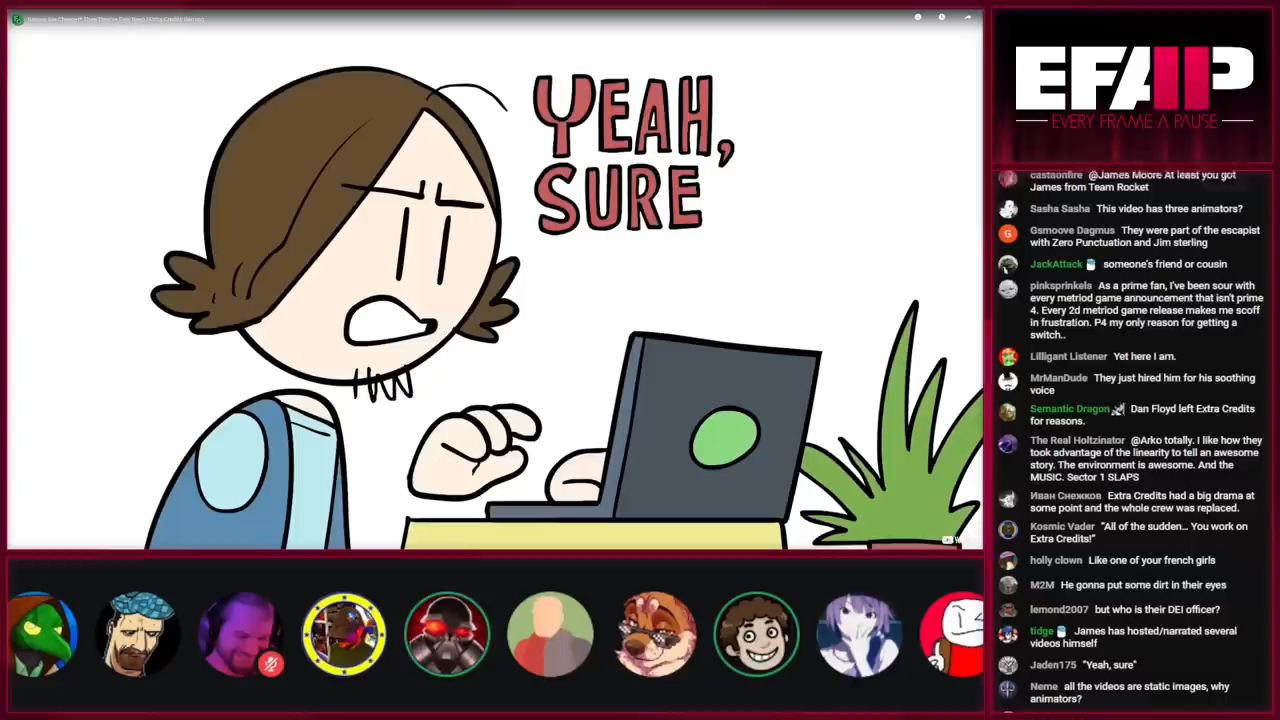 YEAH,
SURE
EFAP
EVERY FRAME A PAUSE
castaonfire @James Moore At least you got
James from Team Rocket
Sasha Sasha This video has three animators?
Gsmoove Dagmus They were part of the escapist
with Zero Punctuation and Jim sterling
JackAttack someone's friend or cousin
pinksprinkels As a prime fan, I've been sour with
every metriod game announcement that isn't prime
4. Every 2d metriod game release makes me scoff
in frustration. P4 my only reason for getting a
switch..
Lilligant Listener Yet here I am.
MrManDude They just hired him for his soothing
voice
Semantic Dragon Dan Floyd left Extra Credits
for reasons.
The Real Holtzinator @Arko totally. I like how they
took advantage of the linearity to tell an awesome
story. The environment is awesome. And the
MUSIC. Sector 1 SLAPS
Иван Снежков Extra Credits had a big drama at
some point and the whole crew was replaced.
Kosmic Vader "All of the sudden... You work on
Extra Credits!"
holly clown Like one of your french girls
M2M He gonna put some dirt in their eyes
lemond2007 but who is their DEI officer?
tidge James has hosted/narrated several
videos himself
Jaden175 "Yeah, sure"
Neme all the videos are static images, why
animators?